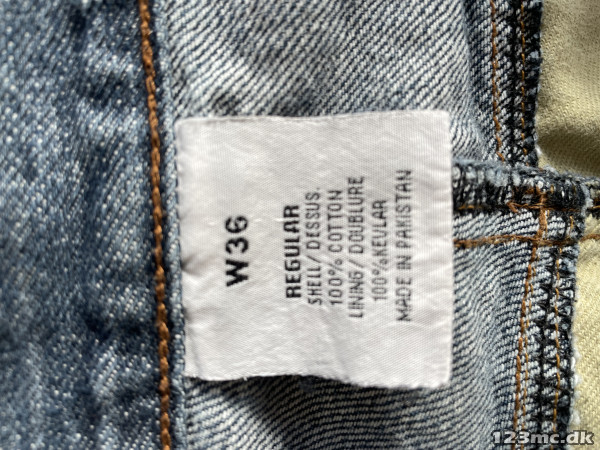 W36
REGULAR
SHELL/DESSUS.
100% COTTON
LINING/DOUBLURE
100%KEVLAR
MADE IN PAKISTAN
123mc.dk